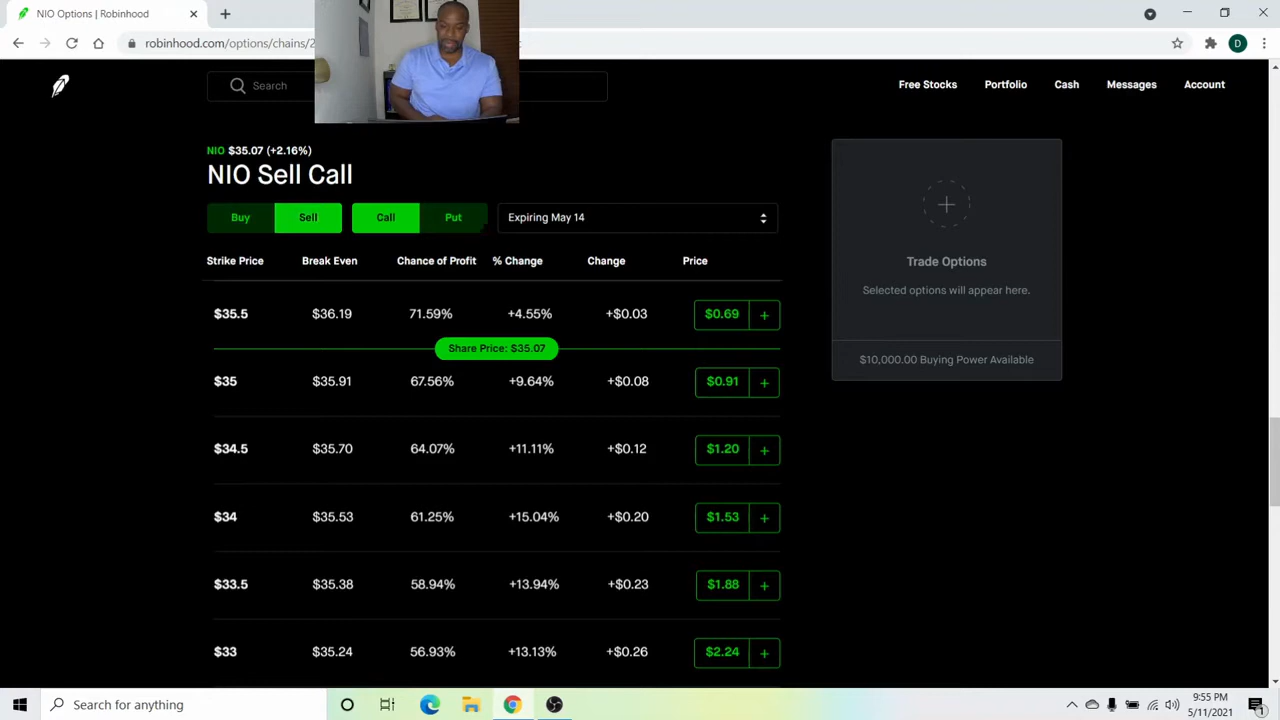 NIO Options | Robinhood
robinhood.com/options/chains/2
D
Search
Free Stocks Portfolio Cash Messages Account
NIO $35.07 (+2.16%)
NIO Sell Call
Buy Sell Call Put Expiring May 14
Strike Price Break Even Chance of Profit % Change Change Price
$35.5 $36.19 71.59% +4.55% +$0.03 $0.69 +
Share Price: $35.07
$35 $35.91 67.56% +9.64% +$0.08 $0.91 +
$34.5 $35.70 64.07% +11.11% +$0.12 $1.20 +
$34 $35.53 61.25% +15.04% +$0.20 $1.53 +
$33.5 $35.38 58.94% +13.94% +$0.23 $1.88 +
$33 $35.24 56.93% +13.13% +$0.26 $2.24 +
Trade Options
Selected options will appear here.
$10,000.00 Buying Power Available
Search for anything
9:55 PM
5/11/2021
1